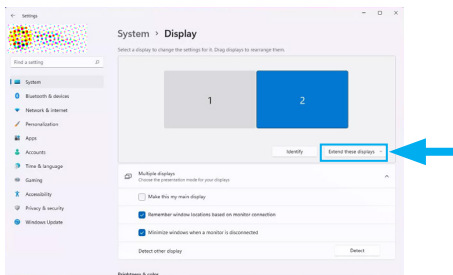 Settings
System > Display
Select a display to change the settings for it. Drag displays to rearrange them.
Find a setting
System
Bluetooth & devices
Network & internet
Personalization
Apps
Accounts
Time & language
Gaming
Accessibility
Privacy & security
Windows Update
1
2
Identify
Extend these displays
Multiple displays
Choose the presentation mode for your displays
Make this my main display
Remember window locations based on monitor connection
Minimize windows when a monitor is disconnected
Detect other display
Detect
Brightness & color